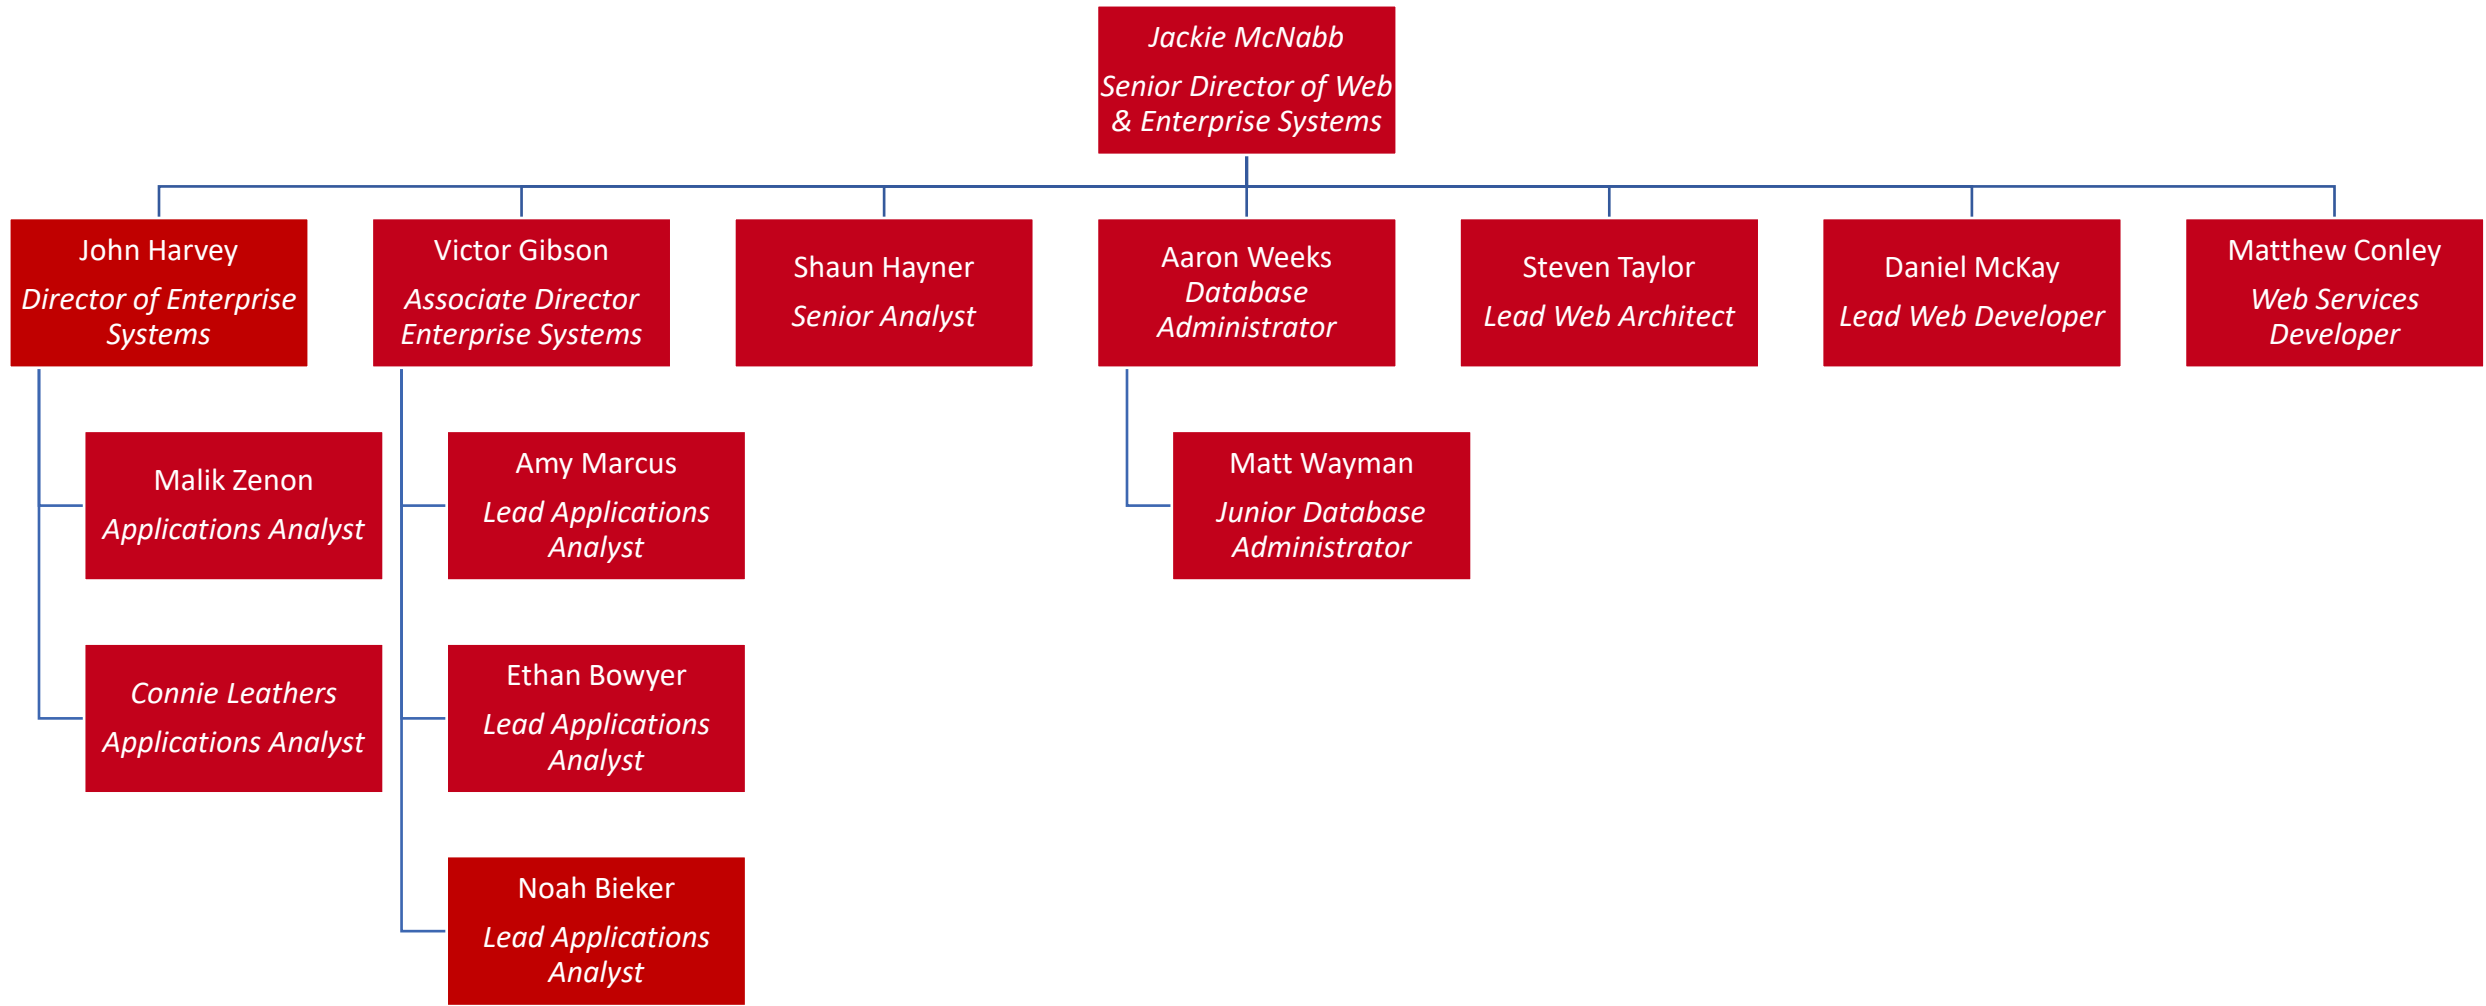 Jackie McNabb
Senior Director of Web
& Enterprise Systems
John Harvey
Director of Enterprise
Systems
Victor Gibson
Associate Director
Enterprise Systems
Shaun Hayner
Senior Analyst
Aaron Weeks
Database
Administrator
Steven Taylor
Lead Web Architect
Daniel McKay
Lead Web Developer
Matthew Conley
Web Services
Developer
Malik Zenon
Applications Analyst
Amy Marcus
Lead Applications
Analyst
Matt Wayman
Junior Database
Administrator
Connie Leathers
Applications Analyst
Ethan Bowyer
Lead Applications
Analyst
Noah Bieker
Lead Applications
Analyst